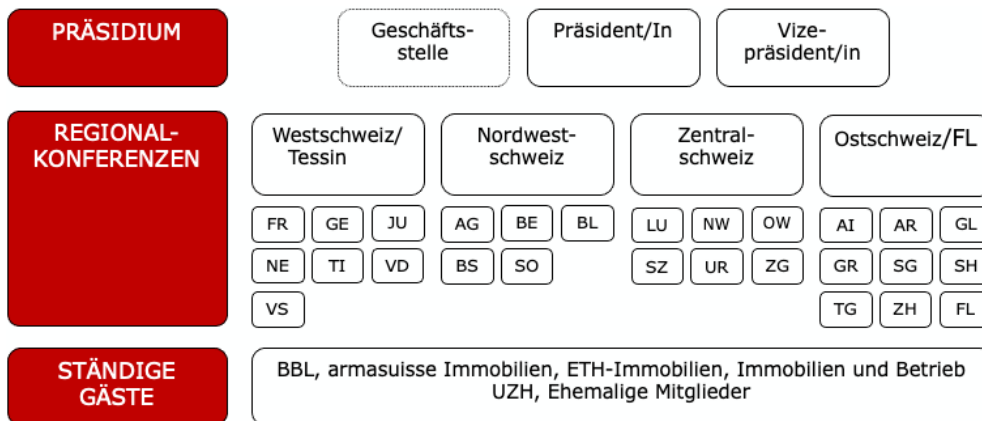 PRÄSIDIUM
Geschäfts-
stelle
Präsident/In
Vize-
präsident/in
REGIONAL-
KONFERENZEN
Westschweiz/
Tessin
Nordwest-
schweiz
Zentral-
schweiz
Ostschweiz/FL
FR GE JU
NE TI VD
VS
AG BE BL
BS SO
LU NW OW
SZ UR ZG
AI AR GL
GR SG SH
TG ZH FL
STÄNDIGE
GÄSTE
BBL, armasuisse Immobilien, ETH-Immobilien, Immobilien und Betrieb
UZH, Ehemalige Mitglieder